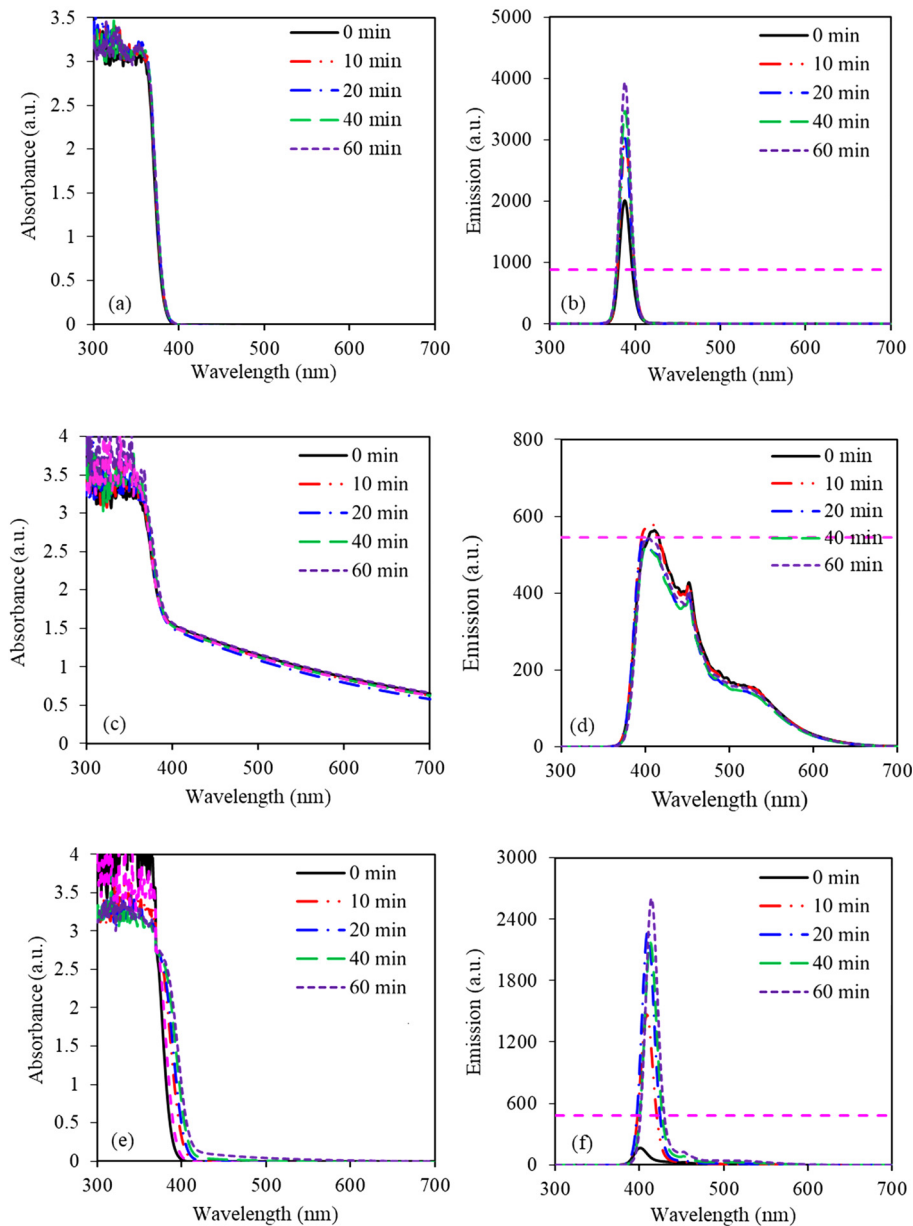 Absorbance (a.u.)
3.5
3
2.5
2
1.5
1
0.5
0
300 400 500 600 700
Wavelength (nm)
(a)
0 min
10 min
20 min
40 min
60 min
Emission (a.u.)
5000
4000
3000
2000
1000
0
300 400 500 600 700
Wavelength (nm)
(b)
0 min
10 min
20 min
40 min
60 min
Absorbance (a.u.)
4
3.5
3
2.5
2
1.5
1
0.5
0
300 400 500 600 700
Wavelength (nm)
(c)
0 min
10 min
20 min
40 min
60 min
Emission (a.u.)
800
600
400
200
0
300 400 500 600 700
Wavelength (nm)
(d)
0 min
10 min
20 min
40 min
60 min
Absorbance (a.u.)
4
3.5
3
2.5
2
1.5
1
0.5
0
300 400 500 600 700
Wavelength (nm)
(e)
0 min
10 min
20 min
40 min
60 min
Emission (a.u.)
3000
2400
1800
1200
600
0
300 400 500 600 700
Wavelength (nm)
(f)
0 min
10 min
20 min
40 min
60 min